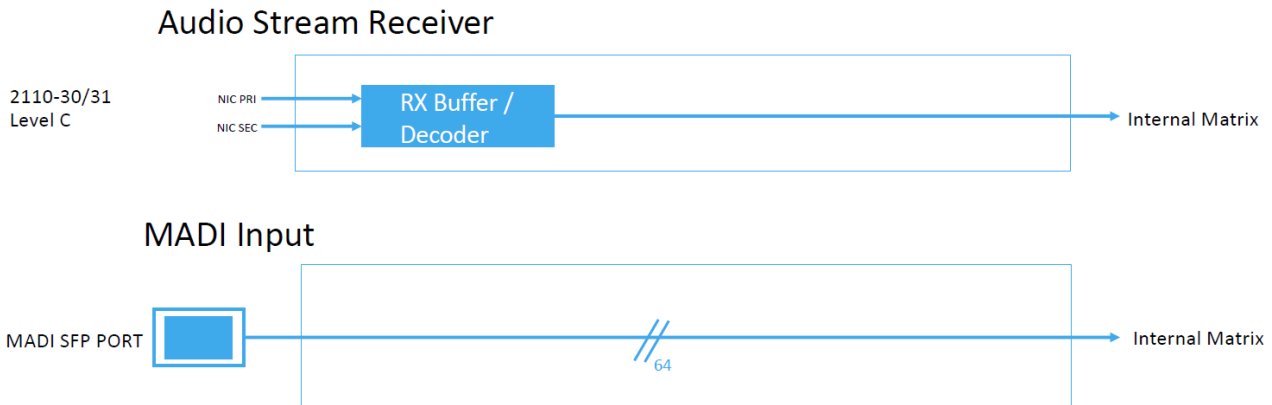 Audio Stream Receiver
2110-30/31
Level C
NIC PRI
NIC SEC
RX Buffer /
Decoder
Internal Matrix
MADI Input
MADI SFP PORT
64
Internal Matrix